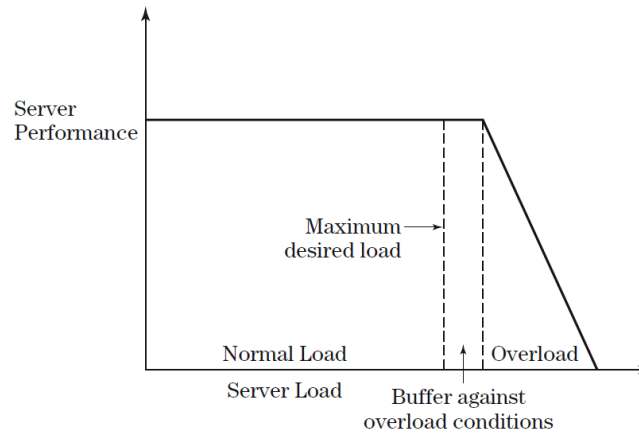 Server
Performance
Maximum
desired load
Normal Load
Overload
Server Load
Buffer against
overload conditions